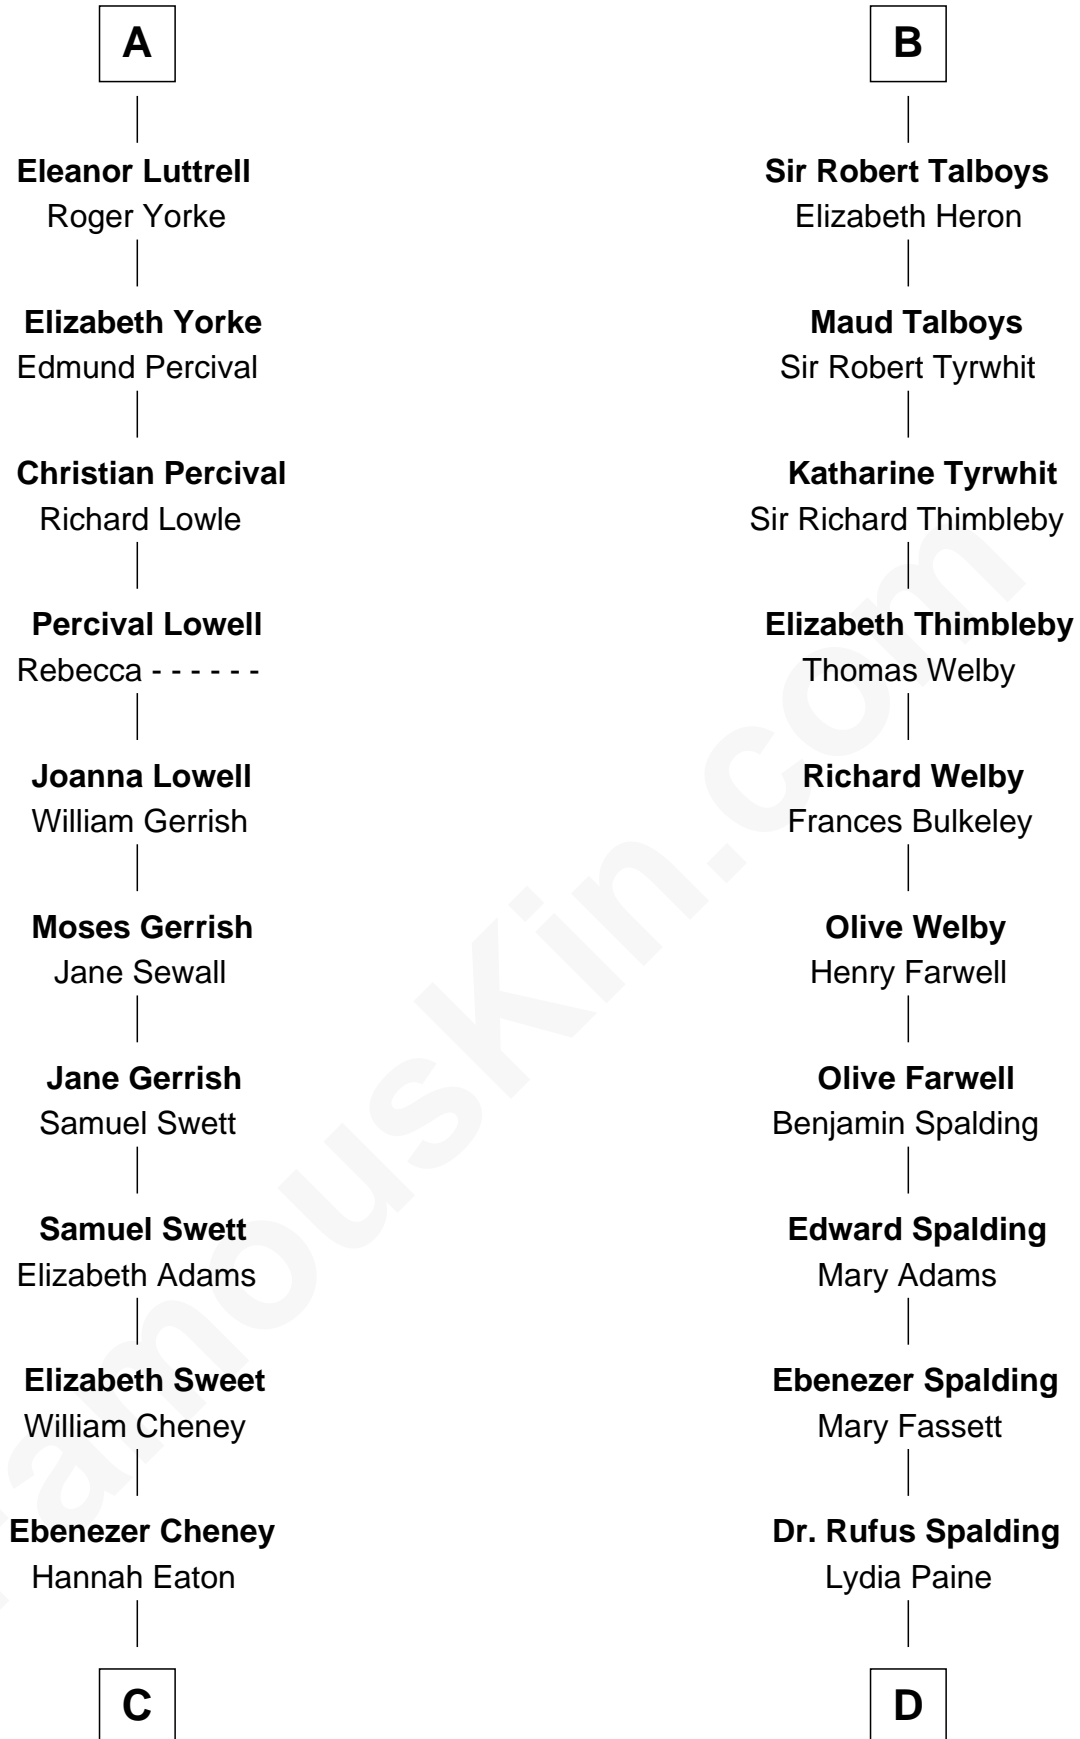 A
Eleanor Luttrell
Roger Yorke
Elizabeth Yorke
Edmund Percival
Christian Percival
Richard Lowle
Percival Lowell
Rebecca - - - - - -
Joanna Lowell
William Gerrish
Moses Gerrish
Jane Sewall
Jane Gerrish
Samuel Swett
Samuel Swett
Elizabeth Adams
Elizabeth Sweet
William Cheney
Ebenezer Cheney
Hannah Eaton
C
B
Sir Robert Talboys
Elizabeth Heron
Maud Talboys
Sir Robert Tyrwhit
Katharine Tyrwhit
Sir Richard Thimbleby
Elizabeth Thimbleby
Thomas Welby
Richard Welby
Frances Bulkeley
Olive Welby
Henry Farwell
Olive Farwell
Benjamin Spalding
Edward Spalding
Mary Adams
Ebenezer Spalding
Mary Fassett
Dr. Rufus Spalding
Lydia Paine
D
FamousKin.com